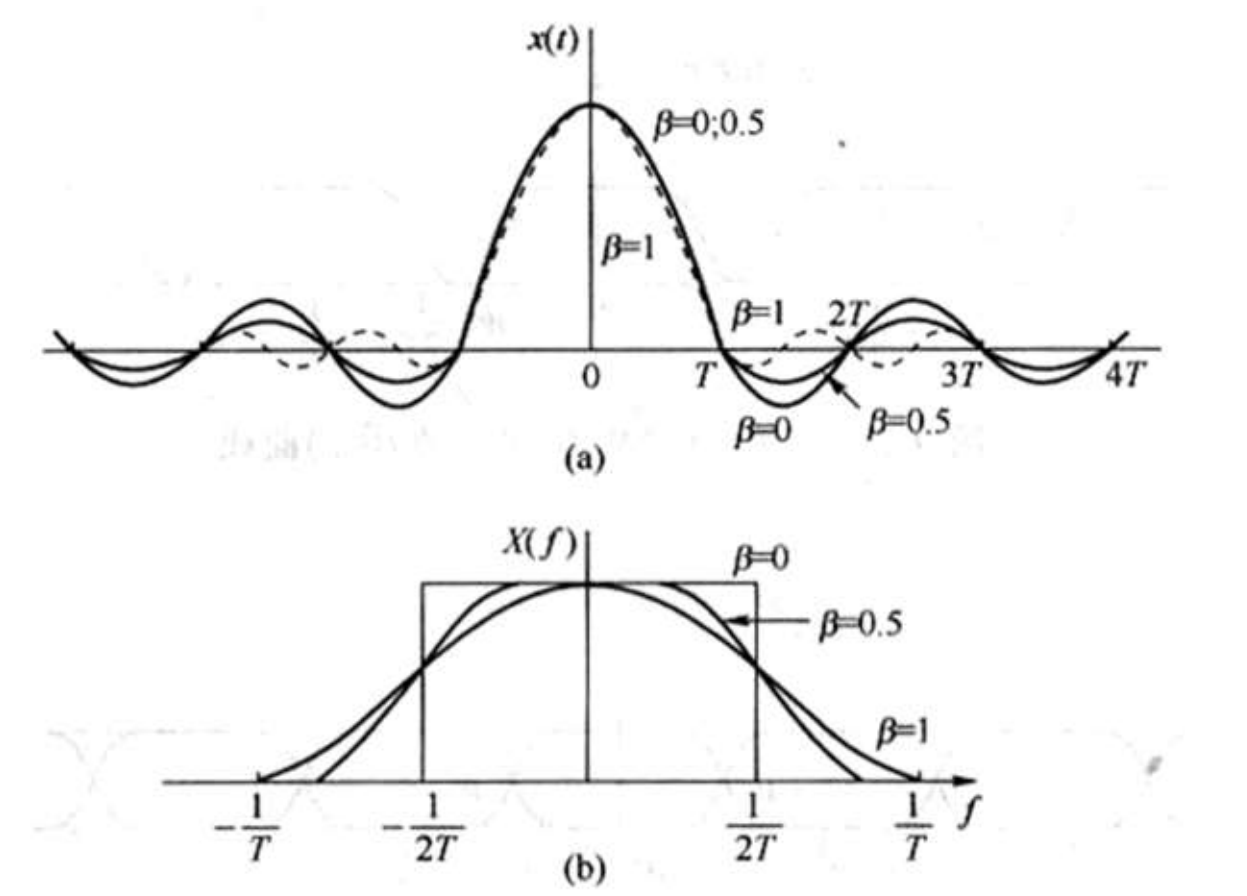 x(t)
β=0;0.5
β=1
β=1
2T
0
T
3T
4T
β=0
β=0.5
(a)
X(f)
β=0
β=0.5
β=1
-1/T
-1/2T
1/2T
1/T
f
(b)